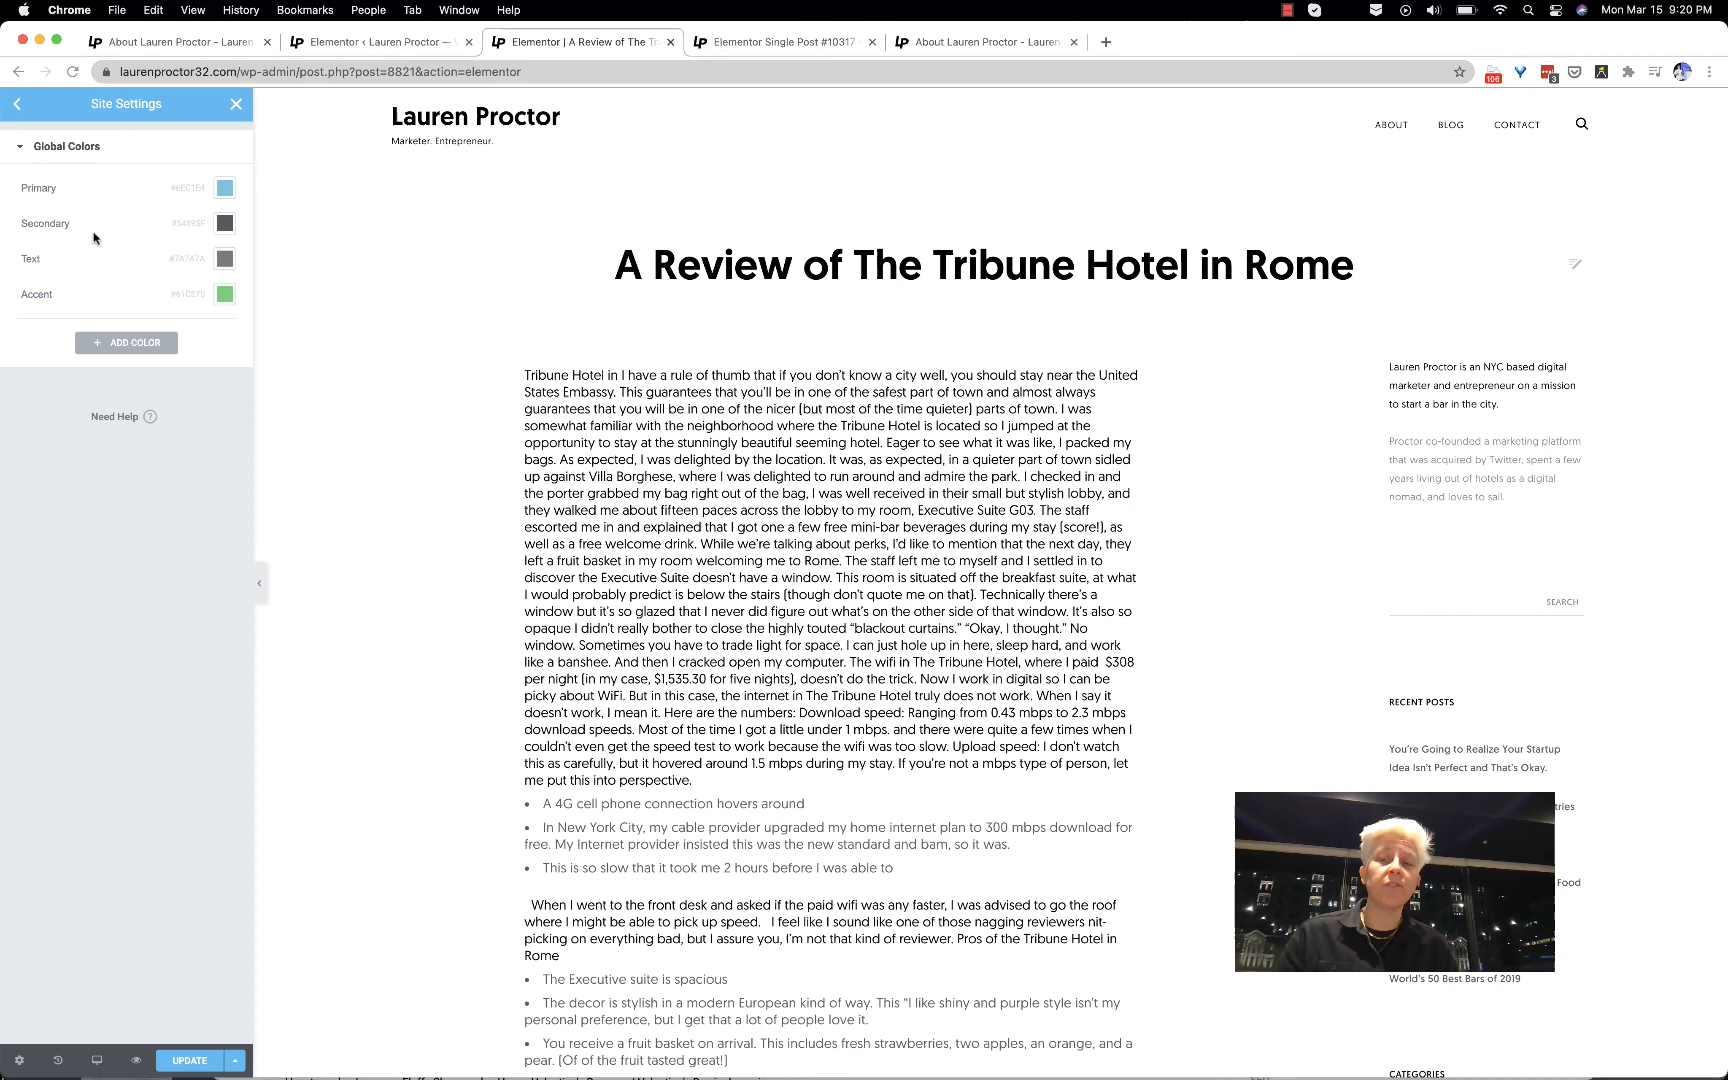 Chrome File Edit View History Bookmarks People Tab Window Help Mon Mar 15 9:20 PM
About Lauren Proctor - Lauren Elementor ‹ Lauren Proctor — Elementor | A Review of The Tr Elementor Single Post #10317 - About Lauren Proctor - Lauren
laurenproctor32.com/wp-admin/post.php?post=8821&action=elementor
106
3
Site Settings
Global Colors
Primary #6EC1E4
Secondary #54595F
Text #7A7A7A
Accent #61CE70
+ ADD COLOR
Need Help ?
UPDATE
Lauren Proctor
Marketer. Entrepreneur.
ABOUT BLOG CONTACT
A Review of The Tribune Hotel in Rome
Tribune Hotel in I have a rule of thumb that if you don't know a city well, you should stay near the United
States Embassy. This guarantees that you'll be in one of the safest part of town and almost always
guarantees that you will be in one of the nicer (but most of the time quieter) parts of town. I was
somewhat familiar with the neighborhood where the Tribune Hotel is located so I jumped at the
opportunity to stay at the stunningly beautiful seeming hotel. Eager to see what it was like, I packed my
bags. As expected, I was delighted by the location. It was, as expected, in a quieter part of town sidled
up against Villa Borghese, where I was delighted to run around and admire the park. I checked in and
the porter grabbed my bag right out of the bag, I was well received in their small but stylish lobby, and
they walked me about fifteen paces across the lobby to my room, Executive Suite G03. The staff
escorted me in and explained that I got one a few free mini-bar beverages during my stay (score!), as
well as a free welcome drink. While we're talking about perks, I'd like to mention that the next day, they
left a fruit basket in my room welcoming me to Rome. The staff left me to myself and I settled in to
discover the Executive Suite doesn't have a window. This room is situated off the breakfast suite, at what
I would probably predict is below the stairs (though don't quote me on that). Technically there's a
window but it's so glazed that I never did figure out what's on the other side of that window. It's also so
opaque I didn't really bother to close the highly touted “blackout curtains.” “Okay, I thought.” No
window. Sometimes you have to trade light for space. I can just hole up in here, sleep hard, and work
like a banshee. And then I cracked open my computer. The wifi in The Tribune Hotel, where I paid $308
per night (in my case, $1,535.30 for five nights), doesn't do the trick. Now I work in digital so I can be
picky about WiFi. But in this case, the internet in The Tribune Hotel truly does not work. When I say it
doesn't work, I mean it. Here are the numbers: Download speed: Ranging from 0.43 mbps to 2.3 mbps
download speeds. Most of the time I got a little under 1 mbps. and there were quite a few times when I
couldn't even get the speed test to work because the wifi was too slow. Upload speed: I don't watch
this as carefully, but it hovered around 1.5 mbps during my stay. If you're not a mbps type of person, let
me put this into perspective.
• A 4G cell phone connection hovers around
• In New York City, my cable provider upgraded my home internet plan to 300 mbps download for
free. My Internet provider insisted this was the new standard and bam, so it was.
• This is so slow that it took me 2 hours before I was able to
When I went to the front desk and asked if the paid wifi was any faster, I was advised to go the roof
where I might be able to pick up speed. I feel like I sound like one of those nagging reviewers nit-
picking on everything bad, but I assure you, I'm not that kind of reviewer. Pros of the Tribune Hotel in
Rome
• The Executive suite is spacious
• The decor is stylish in a modern European kind of way. This “I like shiny and purple style isn't my
personal preference, but I get that a lot of people love it.
• You receive a fruit basket on arrival. This includes fresh strawberries, two apples, an orange, and a
pear. (Of of the fruit tasted great!)
Lauren Proctor is an NYC based digital
marketer and entrepreneur on a mission
to start a bar in the city.
Proctor co-founded a marketing platform
that was acquired by Twitter, spent a few
years living out of hotels as a digital
nomad, and loves to sail.
SEARCH
RECENT POSTS
You're Going to Realize Your Startup
Idea Isn't Perfect and That's Okay.
tries
Food
World's 50 Best Bars of 2019
CATEGORIES